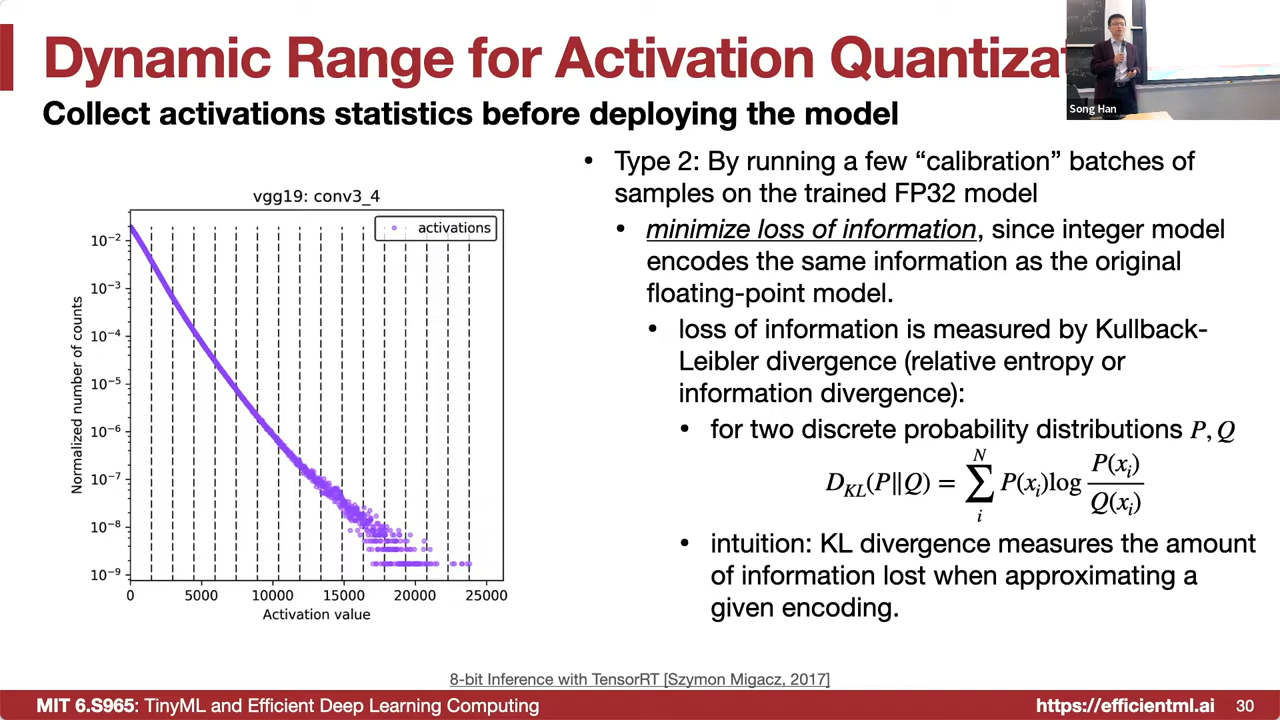 Dynamic Range for Activation Quantiza
Song Han
Collect activations statistics before deploying the model
vgg19: conv3_4
activations
Normalized number of counts
10⁻²
10⁻³
10⁻⁴
10⁻⁵
10⁻⁶
10⁻⁷
10⁻⁸
10⁻⁹
0 5000 10000 15000 20000 25000
Activation value
• Type 2: By running a few “calibration” batches of
samples on the trained FP32 model
• minimize loss of information, since integer model
encodes the same information as the original
floating-point model.
• loss of information is measured by Kullback-
Leibler divergence (relative entropy or
information divergence):
• for two discrete probability distributions P, Q
D_KL(P‖Q) = ∑_i^N P(x_i)log P(x_i)/Q(x_i)
• intuition: KL divergence measures the amount
of information lost when approximating a
given encoding.
8-bit Inference with TensorRT [Szymon Migacz, 2017]
MIT 6.S965: TinyML and Efficient Deep Learning Computing
https://efficientml.ai 30